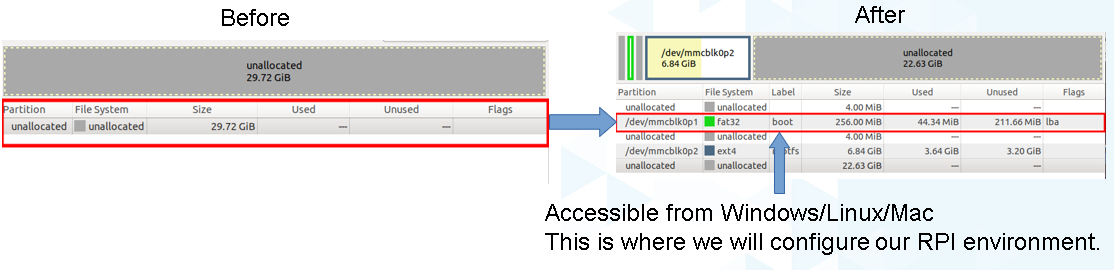 Before
After
unallocated
29.72 GiB
Partition File System Size Used Unused Flags
unallocated unallocated 29.72 GiB --- ---
/dev/mmcblk0p2
6.84 GiB
unallocated
22.63 GiB
Partition File System Label Size Used Unused Flags
unallocated unallocated 4.00 MiB --- ---
/dev/mmcblk0p1 fat32 boot 256.00 MiB 44.34 MiB 211.66 MiB lba
unallocated unallocated 4.00 MiB --- ---
/dev/mmcblk0p2 ext4 6.84 GiB 3.64 GiB 3.20 GiB
unallocated unallocated 22.63 GiB --- ---
Accessible from Windows/Linux/Mac
This is where we will configure our RPI environment.